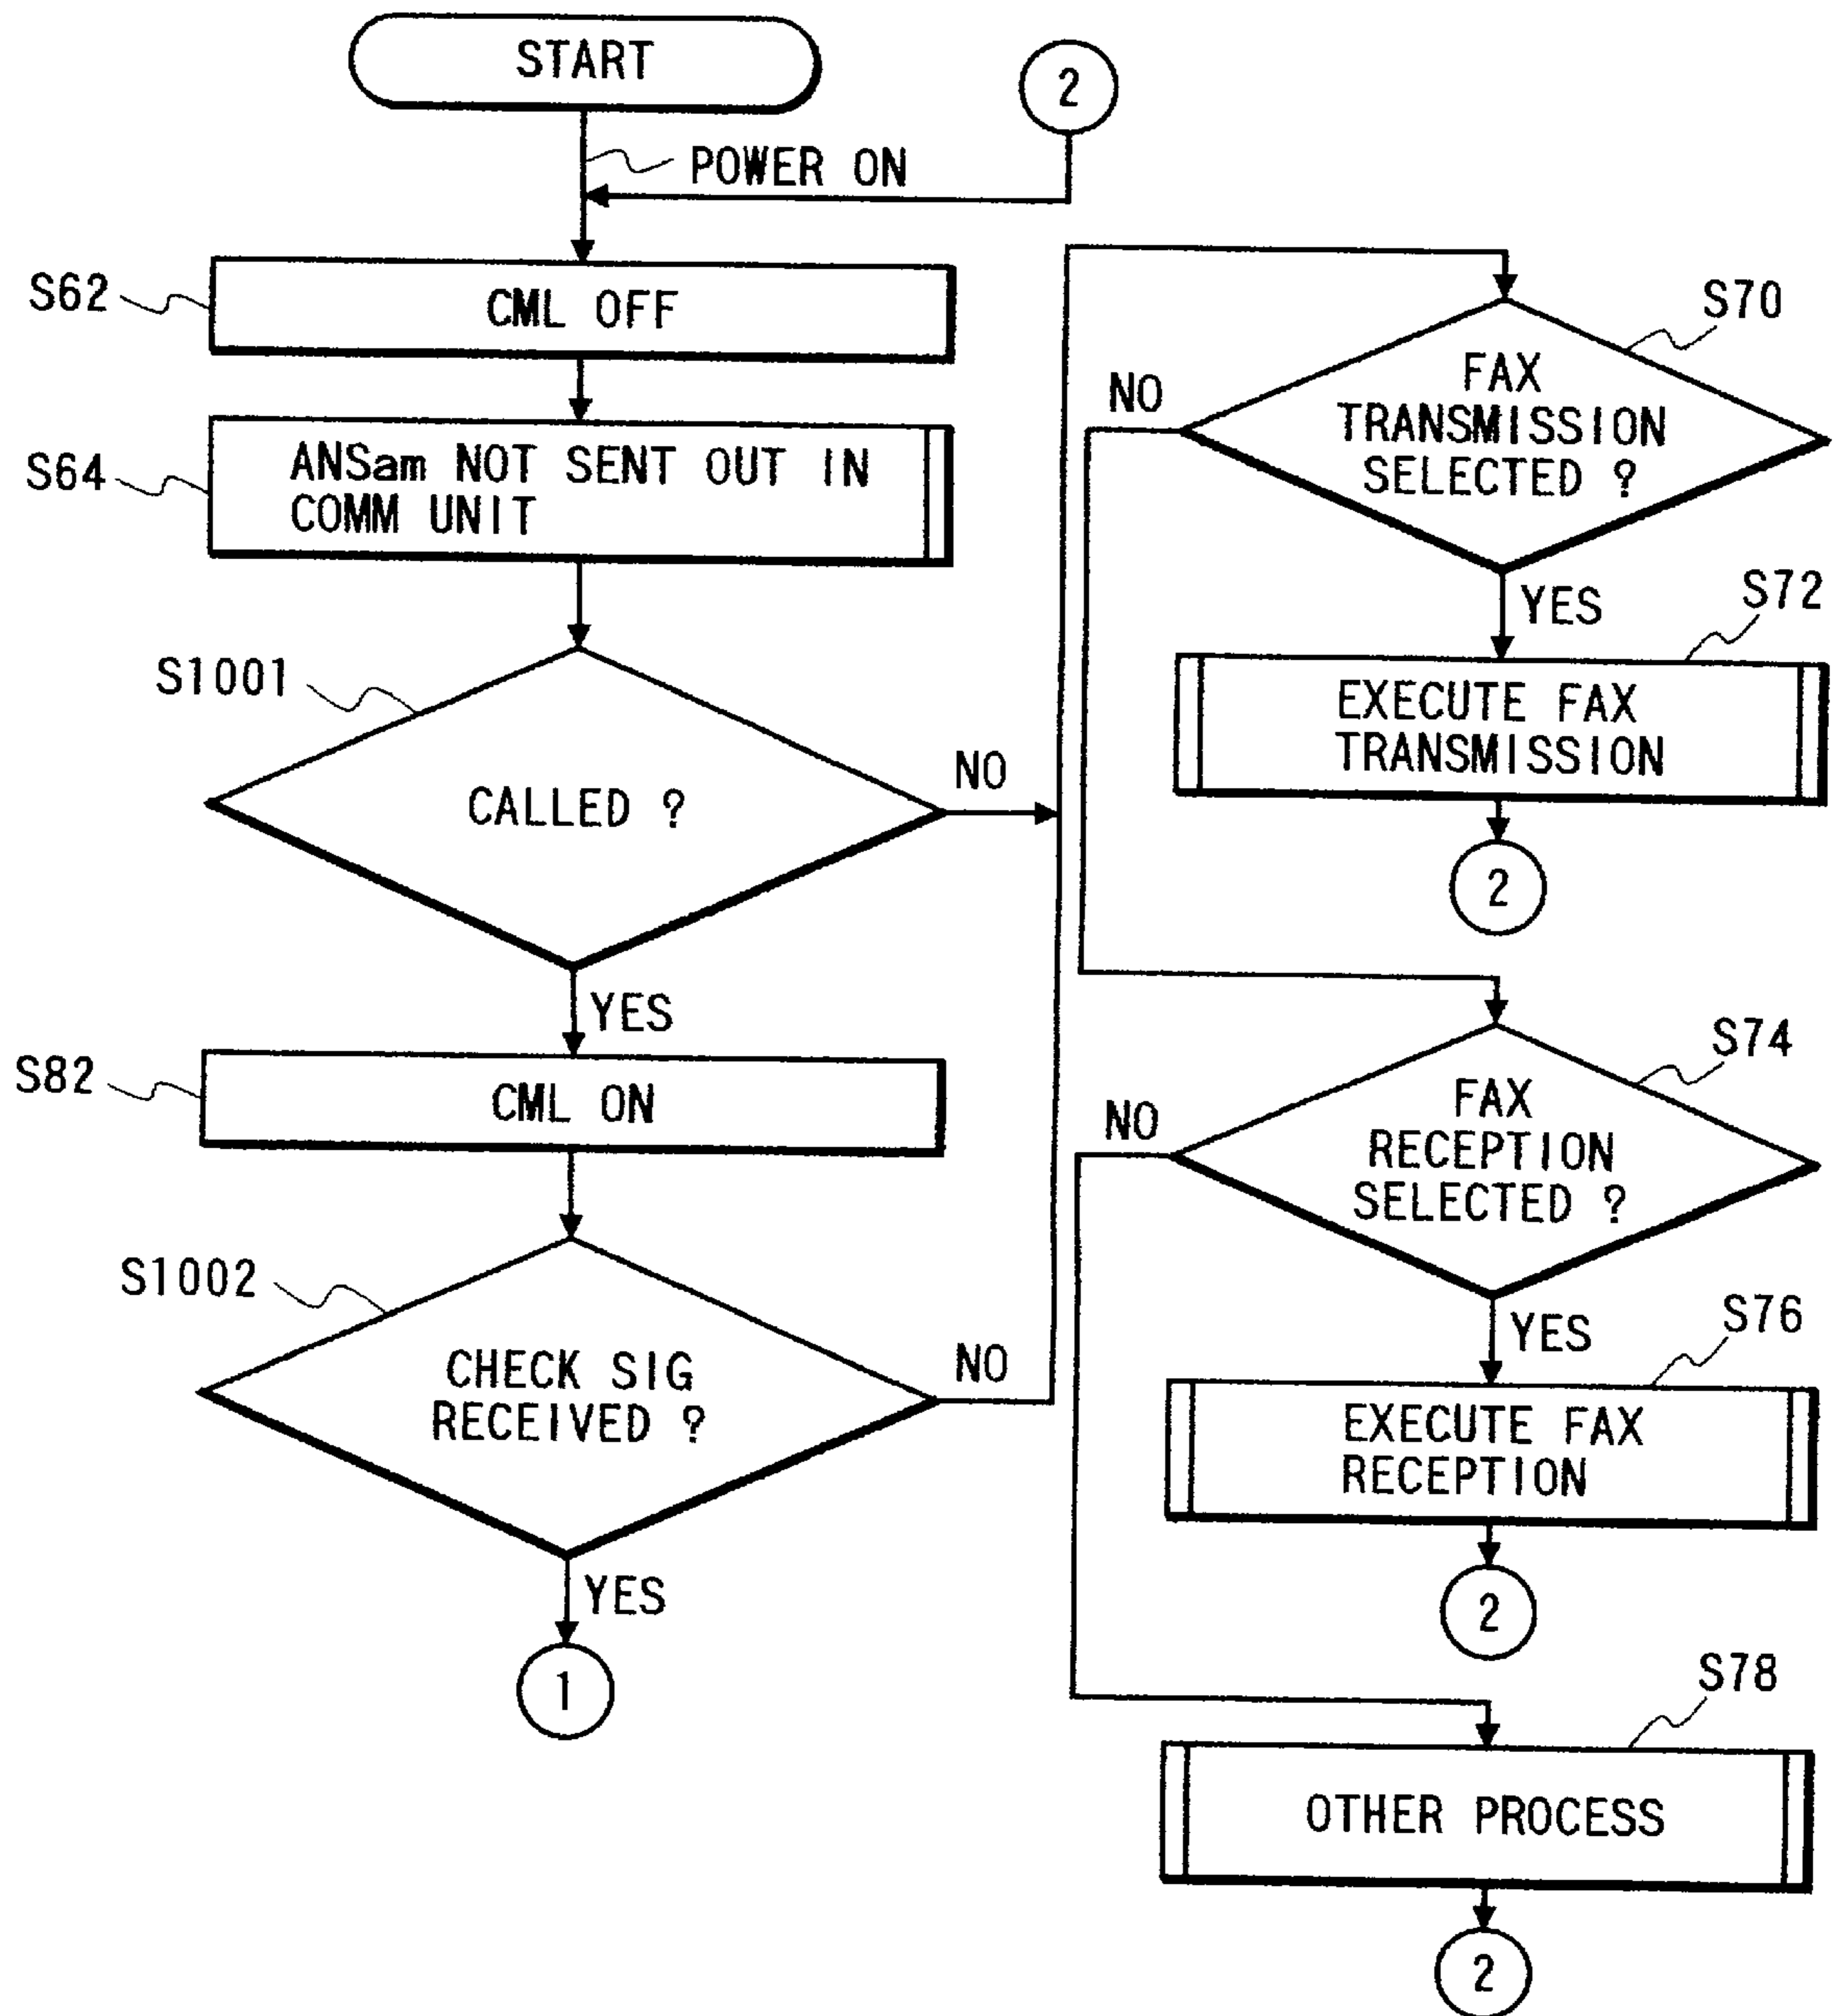 START
2
POWER ON
S62
CML OFF
S64
ANSam NOT SENT OUT IN
COMM UNIT
S1001
CALLED ?
NO
YES
S82
CML ON
S1002
CHECK SIG
RECEIVED ?
NO
YES
1
S70
FAX
TRANSMISSION
SELECTED ?
NO
YES
S72
EXECUTE FAX
TRANSMISSION
2
S74
FAX
RECEPTION
SELECTED ?
NO
YES
S76
EXECUTE FAX
RECEPTION
2
S78
OTHER PROCESS
2